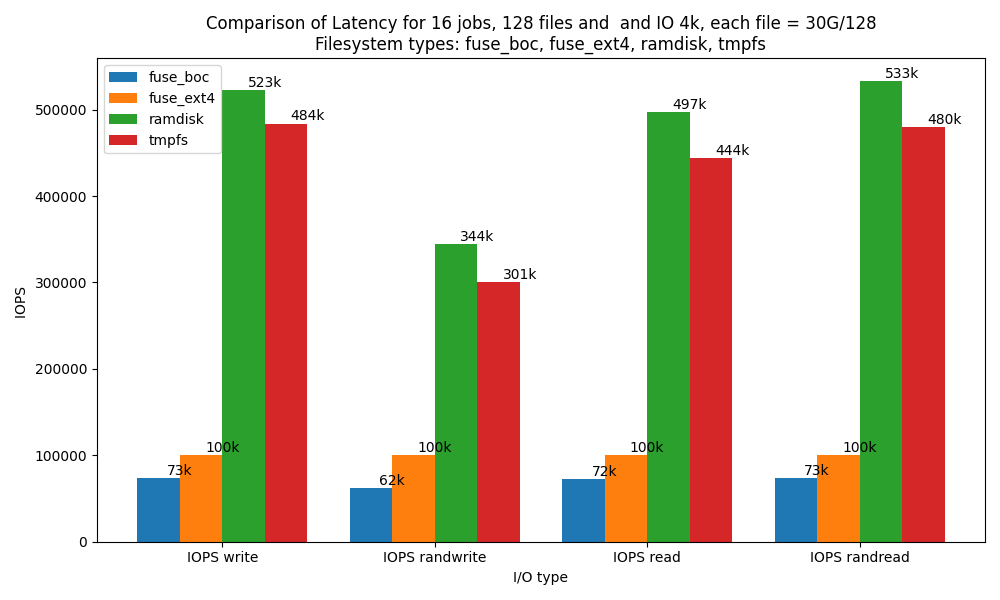 Comparison of Latency for 16 jobs, 128 files and  and IO 4k, each file = 30G/128
Filesystem types: fuse_boc, fuse_ext4, ramdisk, tmpfs
fuse_boc
fuse_ext4
ramdisk
tmpfs
IOPS
500000
400000
300000
200000
100000
0
73k
100k
523k
484k
62k
100k
344k
301k
72k
100k
497k
444k
73k
100k
533k
480k
IOPS write
IOPS randwrite
IOPS read
IOPS randread
I/O type